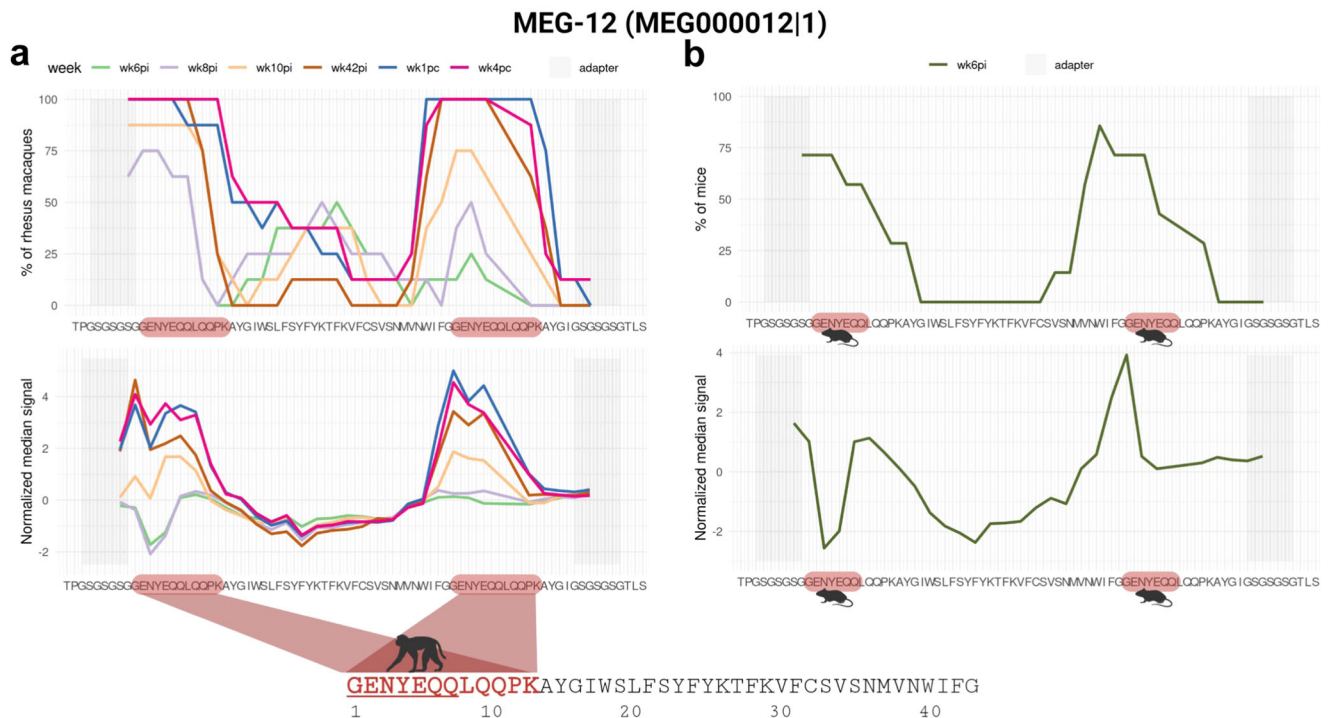 MEG-12 (MEG000012|1)
a
week wk6pi wk8pi wk10pi wk42pi wk1pc wk4pc adapter
% of rhesus macaques
100
75
50
25
0
TPGSGSGSGGENYEQQLQQPKAYGIWSLFSYFYKTFKVFCSVSNMVNWIFGGENYEQQLQQPKAYGIGSGSGSGTLS
Normalized median signal
4
2
0
-2
TPGSGSGSGGENYEQQLQQPKAYGIWSLFSYFYKTFKVFCSVSNMVNWIFGGENYEQQLQQPKAYGIGSGSGSGTLS
b
wk6pi adapter
% of mice
100
75
50
25
0
TPGSGSGSGGENYEQQLQQPKAYGIWSLFSYFYKTFKVFCSVSNMVNWIFGGENYEQQLQQPKAYGIGSGSGSGTLS
Normalized median signal
4
2
0
-2
TPGSGSGSGGENYEQQLQQPKAYGIWSLFSYFYKTFKVFCSVSNMVNWIFGGENYEQQLQQPKAYGIGSGSGSGTLS
GENYEQQLQQPKAYGIWSLFSYFYKTFKVFCSVSNMVNWIFG
1 10 20 30 40